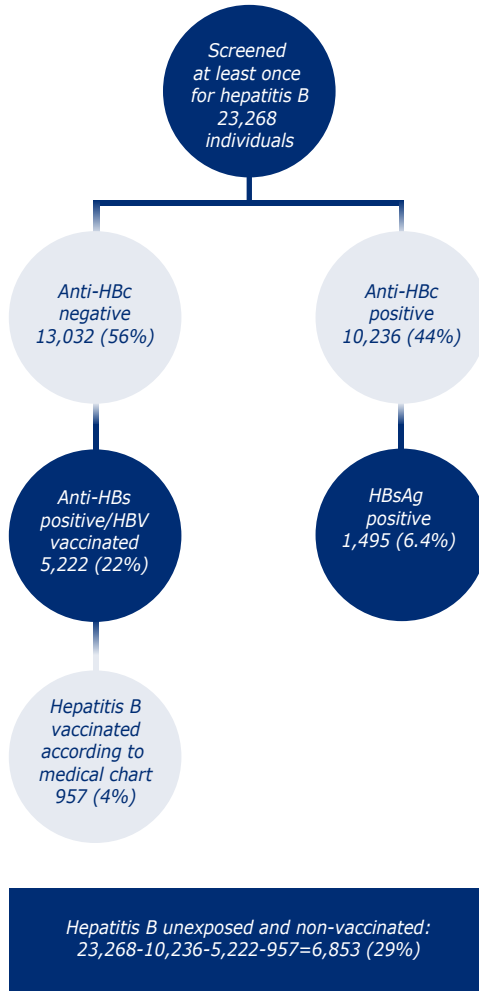 Screened
at least once
for hepatitis B
23,268
individuals
Anti-HBc
negative
13,032 (56%)
Anti-HBc
positive
10,236 (44%)
Anti-HBs
positive/HBV
vaccinated
5,222 (22%)
HBsAg
positive
1,495 (6.4%)
Hepatitis B
vaccinated
according to
medical chart
957 (4%)
Hepatitis B unexposed and non-vaccinated:
23,268-10,236-5,222-957=6,853 (29%)